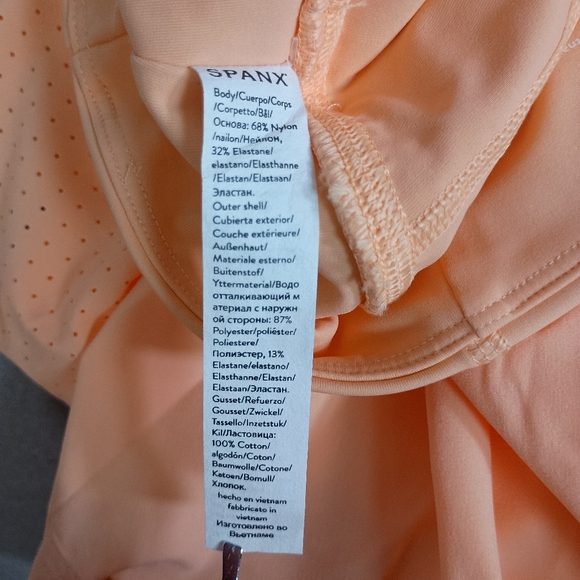 SPANX
Body/Cuerpo/Corps
/Corpetto/Bål/
Основа: 68% Nylon
/nailon/Нейлон,
32% Elastane/
elastano/Elasthanne
/Elastan/Elastaan/
Эластан.
Outer shell/
Cubierta exterior/
Couche extérieure/
Außenhaut/
Materiale esterno/
Buitenstof/
Yttermaterial/Водо
отталкивающий м
атериал с наружн
ой стороны: 87%
Polyester/poliéster/
Poliestere/
Полиэстер, 13%
Elastane/elastano/
Elasthanne/Elastan/
Elastaan/Эластан.
Gusset/Refuerzo/
Gousset/Zwickel/
Tassello/Inzetstuk/
Kil/Ластовица:
100% Cotton/
algodón/Coton/
Baumwolle/Cotone/
Katoen/Bomull/
Хлопок.
hecho en vietnam
fabbricato in
vietnam
Изготовлено во
Вьетнаме